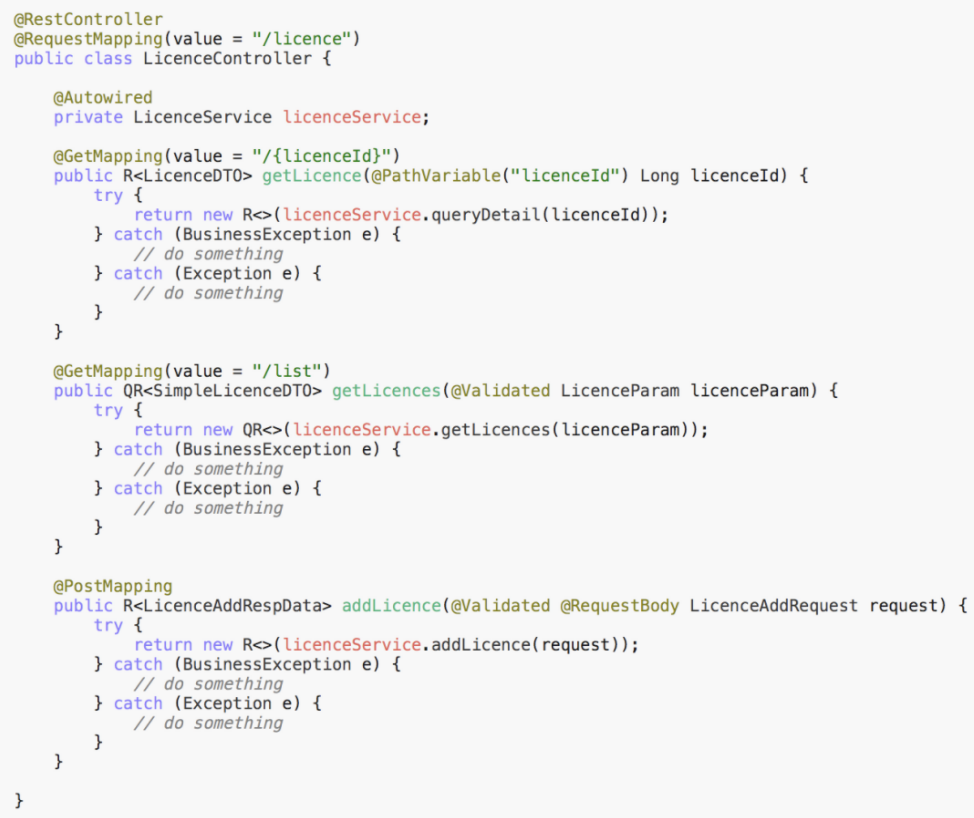 @RestController
@RequestMapping(value = "/licence")
public class LicenceController {

    @Autowired
    private LicenceService licenceService;

    @GetMapping(value = "/{licenceId}")
    public R<LicenceDTO> getLicence(@PathVariable("licenceId") Long licenceId) {
        try {
            return new R<>(licenceService.queryDetail(licenceId));
        } catch (BusinessException e) {
            // do something
        } catch (Exception e) {
            // do something
        }
    }

    @GetMapping(value = "/list")
    public QR<SimpleLicenceDTO> getLicences(@Validated LicenceParam licenceParam) {
        try {
            return new QR<>(licenceService.getLicences(licenceParam));
        } catch (BusinessException e) {
            // do something
        } catch (Exception e) {
            // do something
        }
    }

    @PostMapping
    public R<LicenceAddRespData> addLicence(@Validated @RequestBody LicenceAddRequest request) {
        try {
            return new R<>(licenceService.addLicence(request));
        } catch (BusinessException e) {
            // do something
        } catch (Exception e) {
            // do something
        }
    }

}